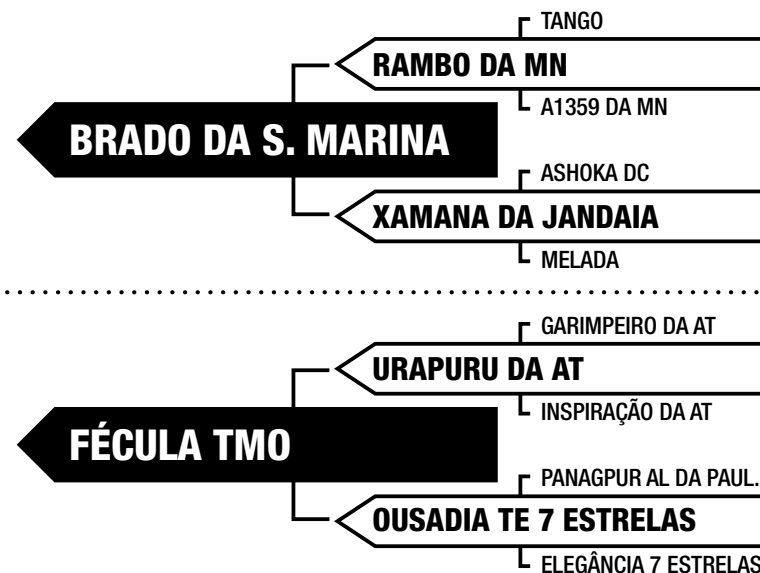 TANGO
RAMBO DA MN
A1359 DA MN
BRADO DA S. MARINA
ASHOKA DC
XAMANA DA JANDAIA
MELADA
GARIMPEIRO DA AT
URAPURU DA AT
INSPIRAÇÃO DA AT
FÉCULA TMO
PANAGPUR AL DA PAUL.
OUSADIA TE 7 ESTRELAS
ELEGÂNCIA 7 ESTRELAS